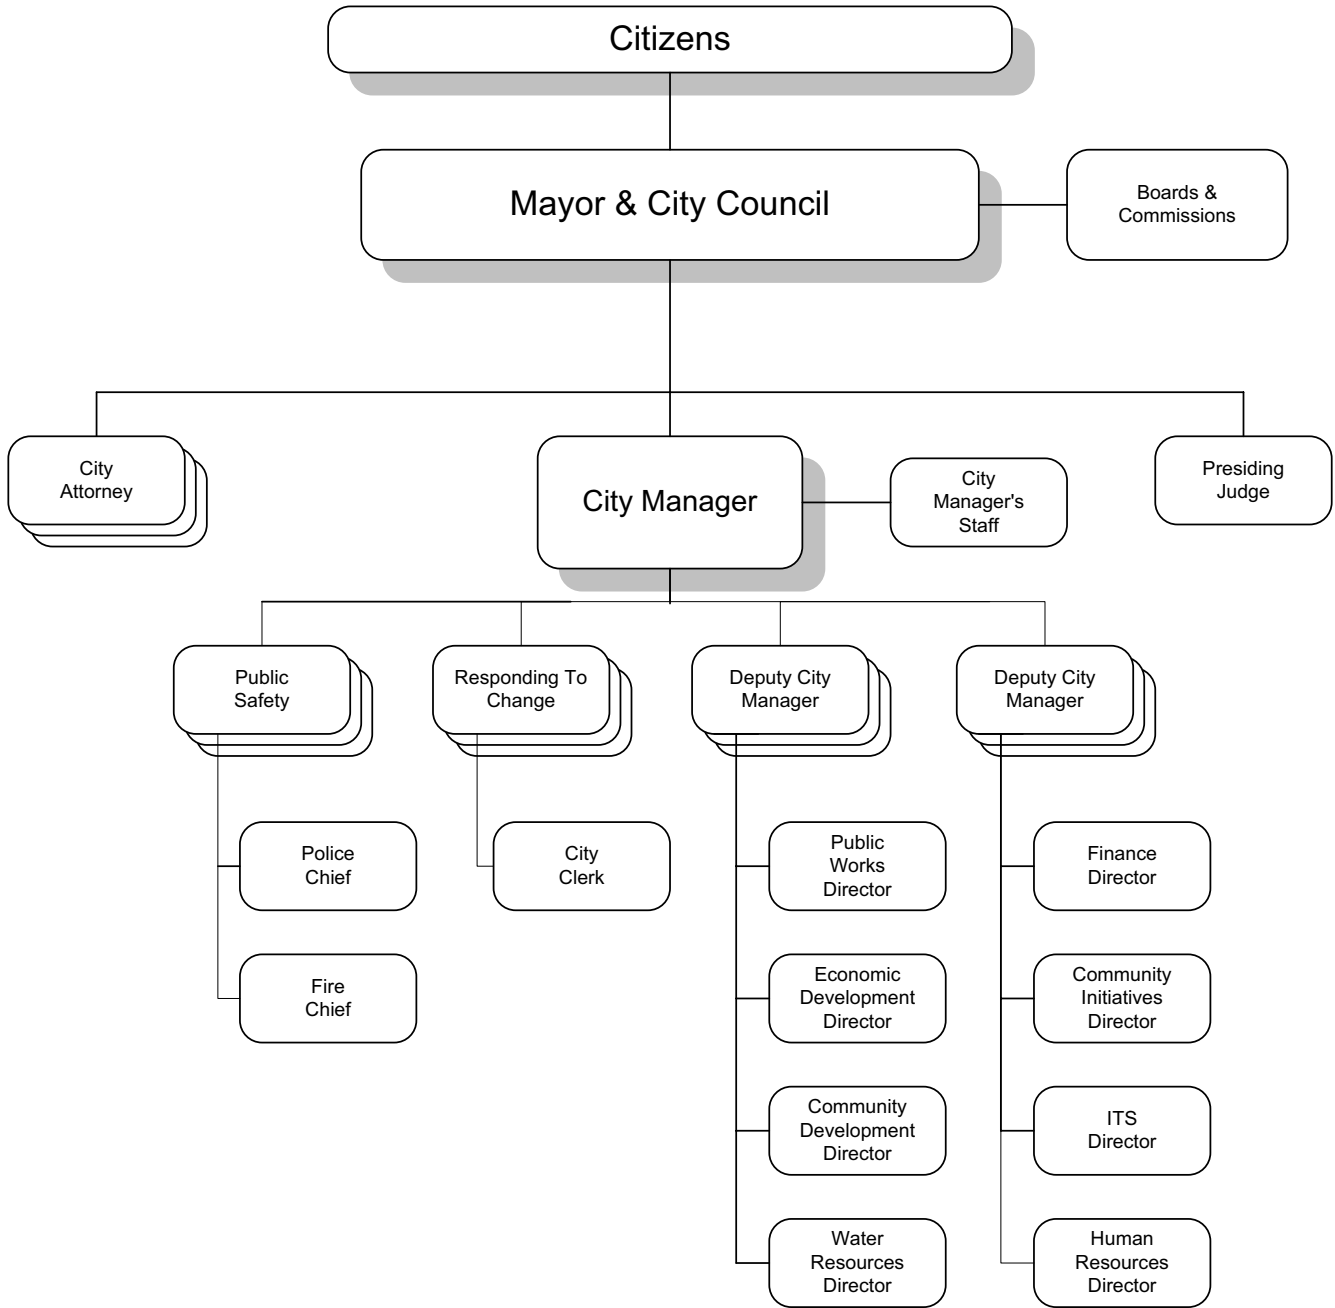 Citizens
Mayor & City Council
Boards &
Commissions
City
Attorney
City Manager
City
Manager's
Staff
Presiding
Judge
Public
Safety
Responding To
Change
Deputy City
Manager
Deputy City
Manager
Police
Chief
City
Clerk
Public
Works
Director
Finance
Director
Fire
Chief
Economic
Development
Director
Community
Initiatives
Director
Community
Development
Director
ITS
Director
Water
Resources
Director
Human
Resources
Director